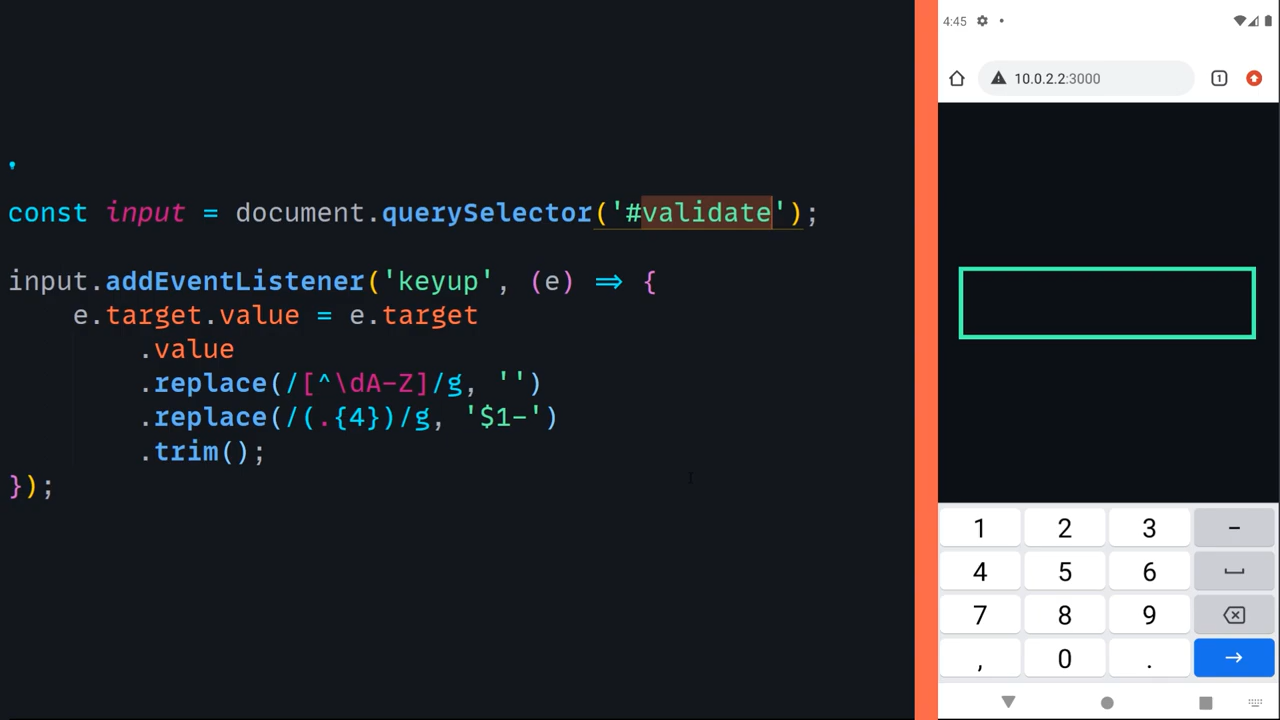 const input = document.querySelector('#validate');
input.addEventListener('keyup', (e) => {
e.target.value = e.target
.value
.replace(/[^\dA-Z]/g, '')
.replace(/(.{4})/g, '$1-')
.trim();
});
4:45
10.0.2.2:3000
1
1 2 3 -
4 5 6
7 8 9
, 0 .